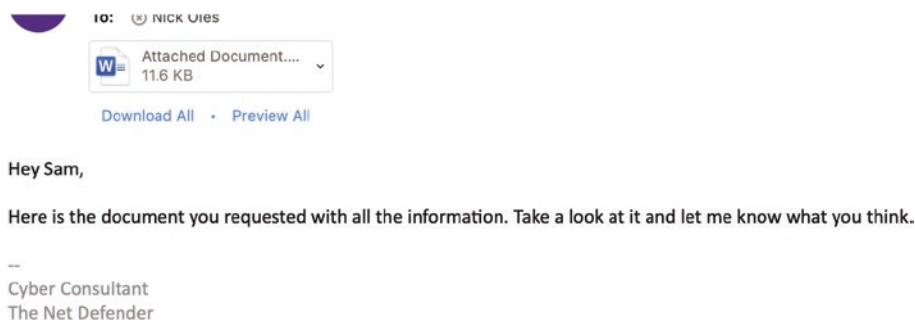 To: Nick Oles
Attached Document....
11.6 KB
Download All • Preview All
Hey Sam,
Here is the document you requested with all the information. Take a look at it and let me know what you think.
--
Cyber Consultant
The Net Defender